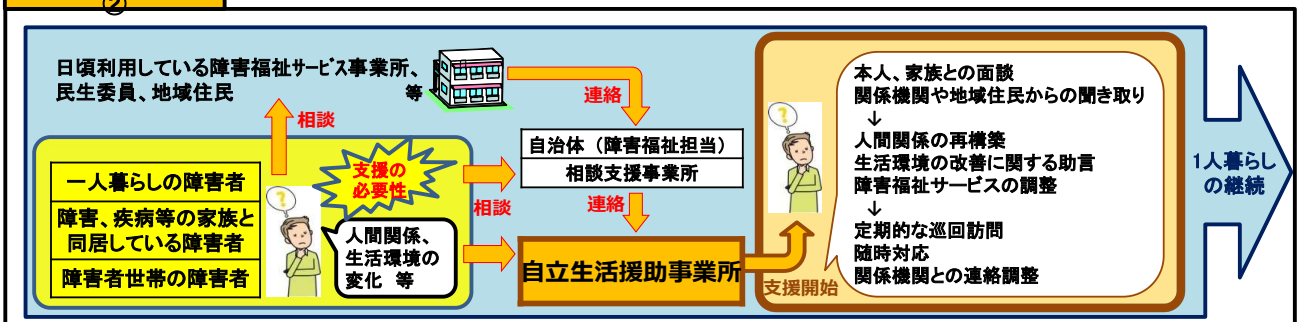 ②
日頃利用している障害福祉サービス事業所、
民生委員、地域住民　等
連絡
相談
一人暮らしの障害者
障害、疾病等の家族と
同居している障害者
障害者世帯の障害者
?
支援の
必要性
人間関係、
生活環境の
変化　等
相談
自治体（障害福祉担当）
相談支援事業所
連絡
自立生活援助事業所
支援開始
?
本人、家族との面談
関係機関や地域住民からの聞き取り
↓
人間関係の再構築
生活環境の改善に関する助言
障害福祉サービスの調整
↓
定期的な巡回訪問
随時対応
関係機関との連絡調整
1人暮らし
の継続